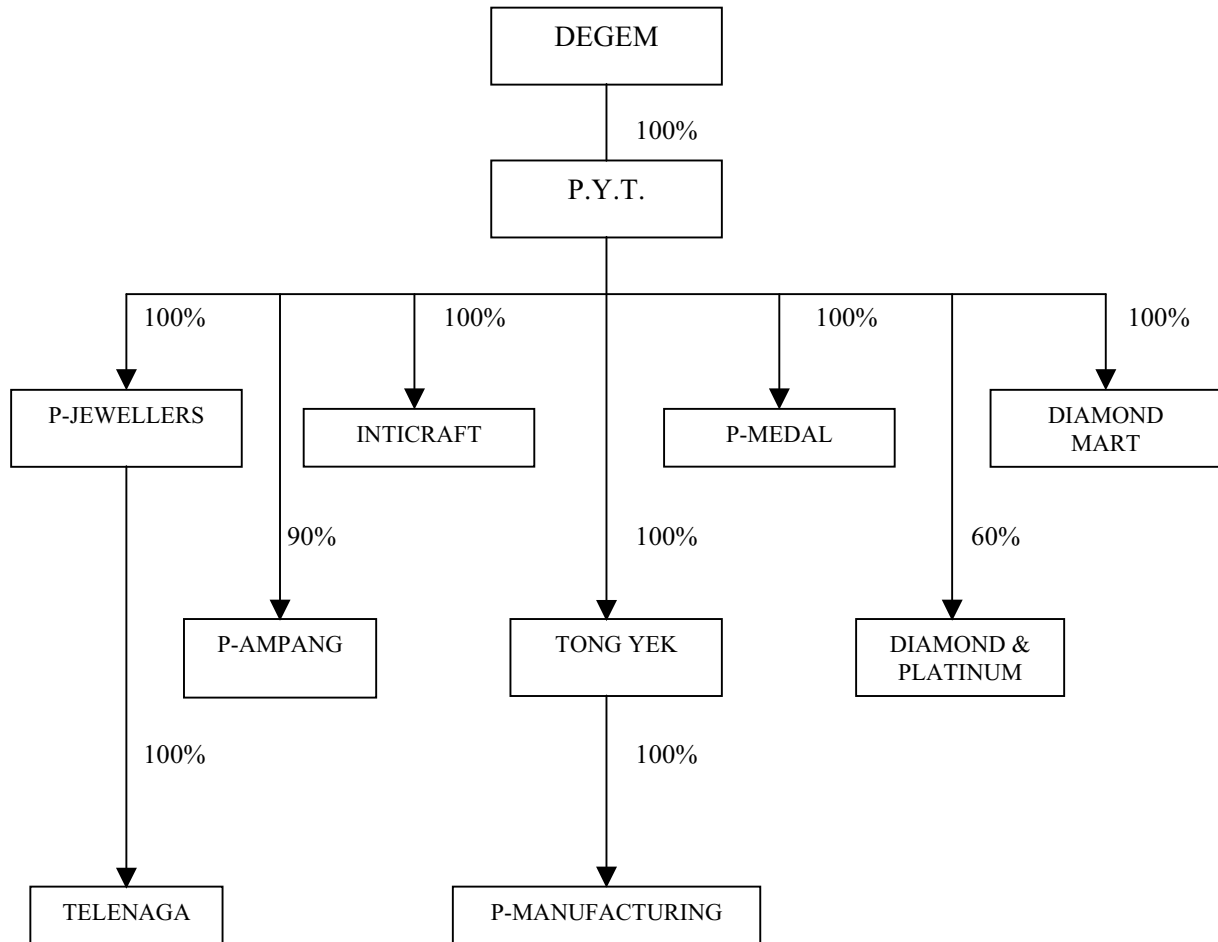 DEGEM
100%
P.Y.T.
100%
100%
100%
100%
P-JEWELLERS
INTICRAFT
P-MEDAL
DIAMOND
MART
90%
100%
60%
P-AMPANG
TONG YEK
DIAMOND &
PLATINUM
100%
100%
TELENAGA
P-MANUFACTURING